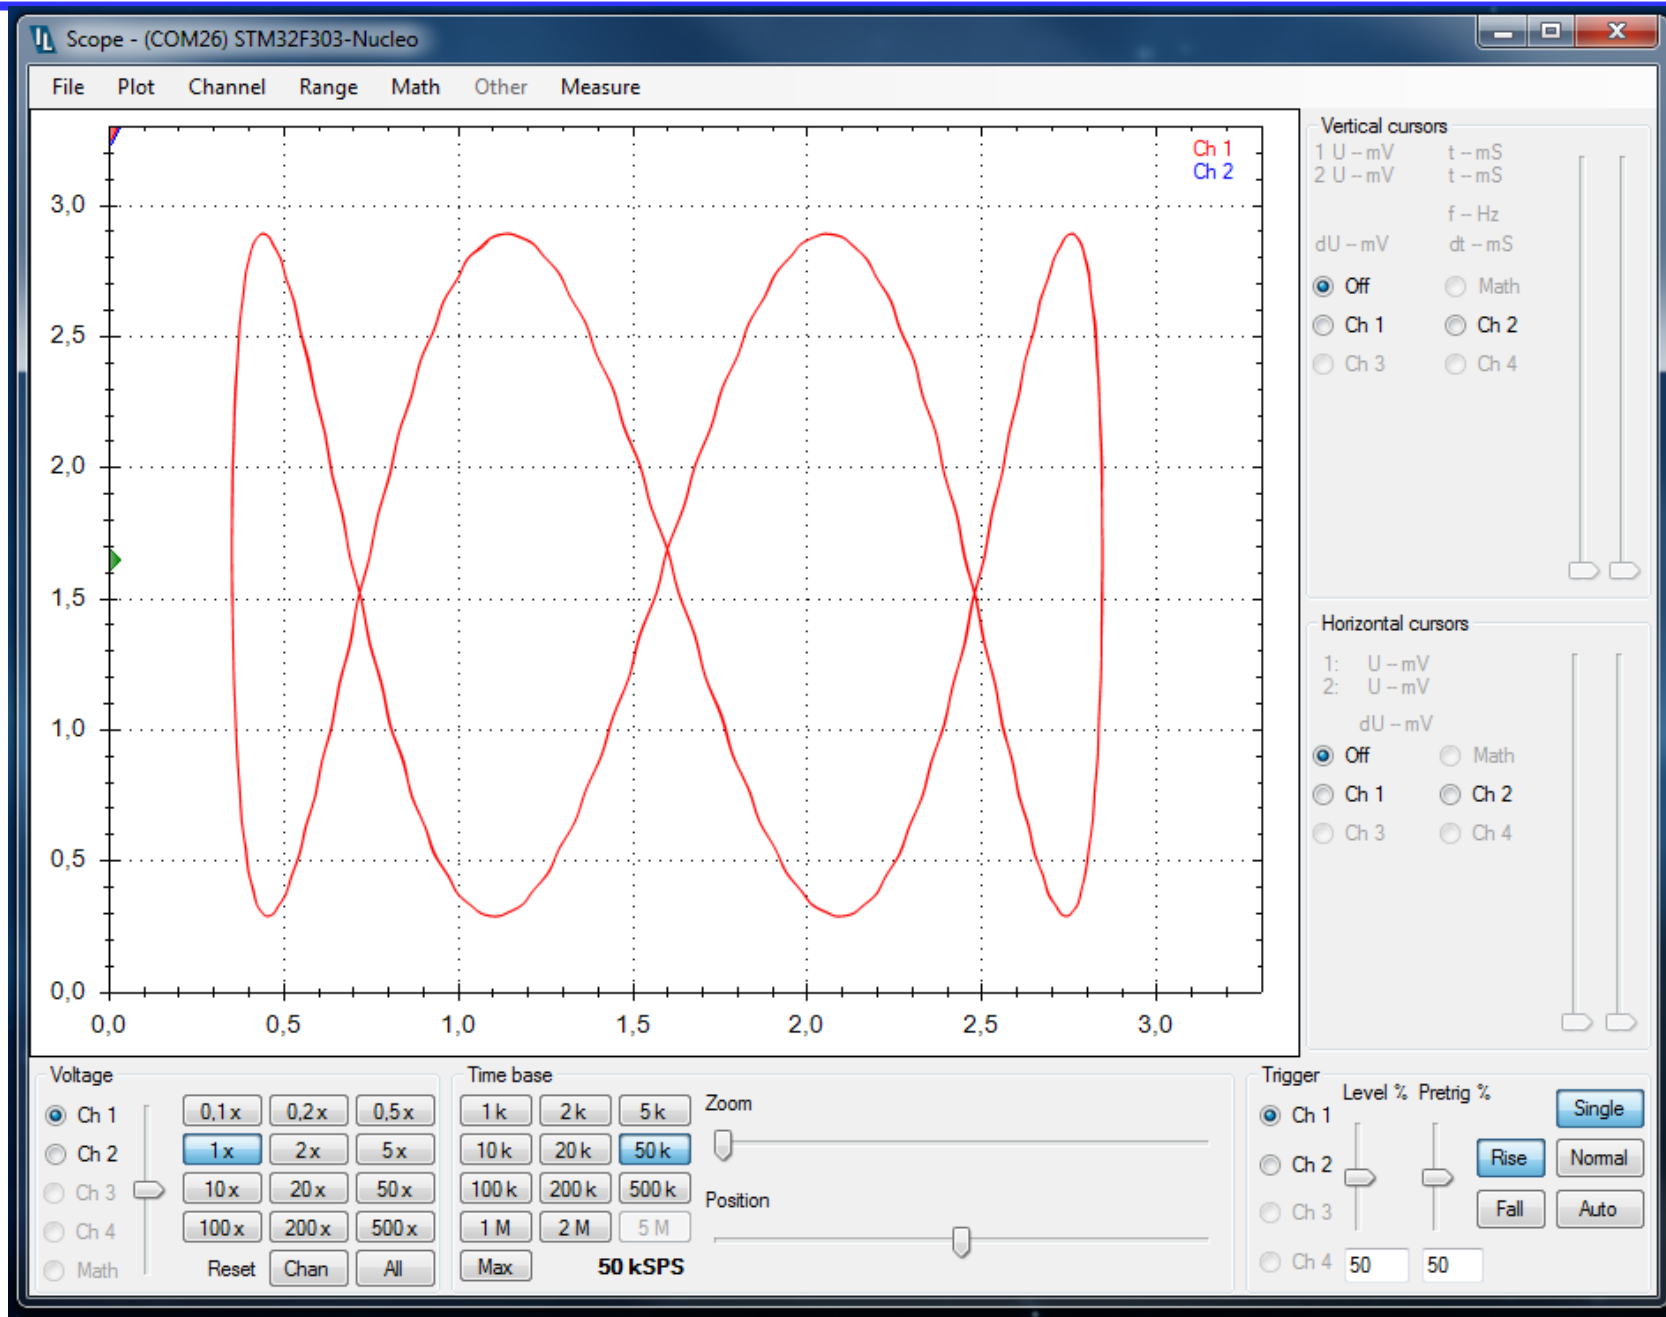 Scope - (COM26) STM32F303-Nucleo
File Plot Channel Range Math Other Measure
Ch 1
Ch 2
3,0
2,5
2,0
1,5
1,0
0,5
0,0
0,0 0,5 1,0 1,5 2,0 2,5 3,0
Vertical cursors
1 U -- mV t -- mS
2 U -- mV t -- mS
f -- Hz
dU -- mV dt -- mS
Off Math
Ch 1 Ch 2
Ch 3 Ch 4
Horizontal cursors
1: U -- mV
2: U -- mV
dU -- mV
Off Math
Ch 1 Ch 2
Ch 3 Ch 4
Voltage
Ch 1 0,1 x 0,2 x 0,5 x
Ch 2 1 x 2 x 5 x
Ch 3 10 x 20 x 50 x
Ch 4 100 x 200 x 500 x
Math Reset Chan All
Time base
1 k 2 k 5 k
10 k 20 k 50 k
100 k 200 k 500 k
1 M 2 M 5 M
Max 50 kSPS
Zoom
Position
Trigger
Level % Pretrig %
Ch 1 Single
Ch 2 Rise Normal
Ch 3 Fall Auto
Ch 4 50 50